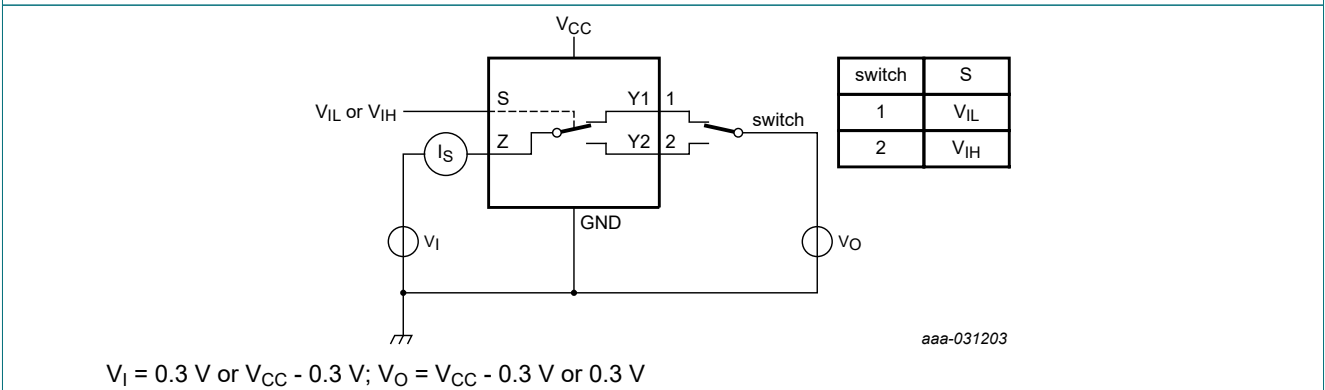 VCC
switch S
1 VIL
2 VIH
VIL or VIH
S
Y1 1
switch
Z
Y2 2
IS
GND
VI
VO
aaa-031203
VI = 0.3 V or VCC - 0.3 V; VO = VCC - 0.3 V or 0.3 V